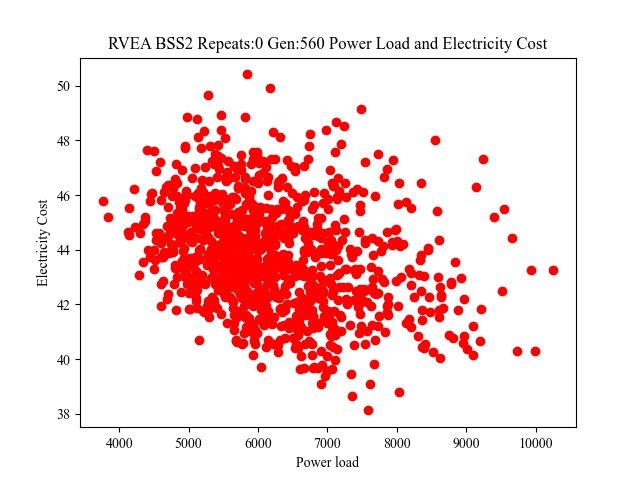 RVEA BSS2 Repeats:0 Gen:560 Power Load and Electricity Cost
50
48
46
44
42
40
38
Electricity Cost
4000 5000 6000 7000 8000 9000 10000
Power load